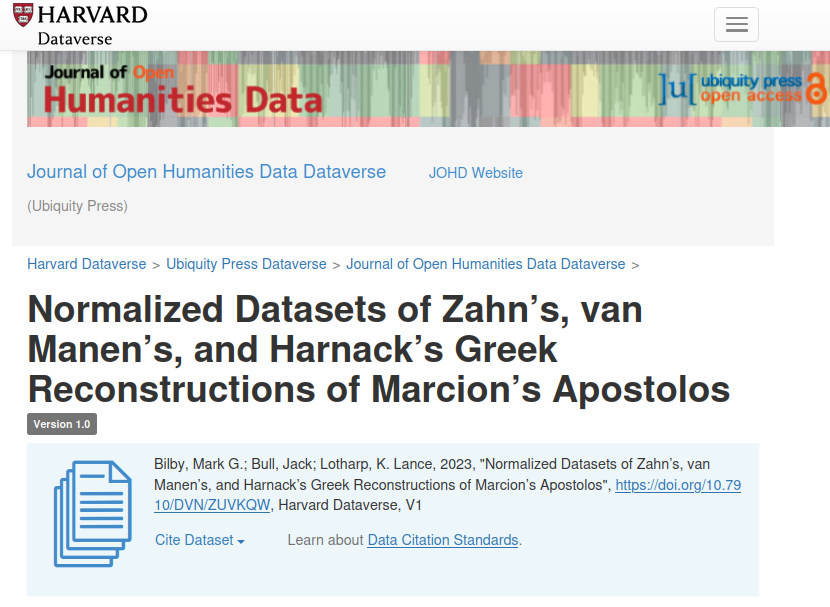 HARVARD
Dataverse
Journal of Open
Humanities Data
]u[ ubiquity press
open access
Journal of Open Humanities Data Dataverse JOHD Website
(Ubiquity Press)
Harvard Dataverse > Ubiquity Press Dataverse > Journal of Open Humanities Data Dataverse >
Normalized Datasets of Zahn’s, van
Manen’s, and Harnack’s Greek
Reconstructions of Marcion’s Apostolos
Version 1.0
Bilby, Mark G.; Bull, Jack; Lotharp, K. Lance, 2023, "Normalized Datasets of Zahn’s, van
Manen’s, and Harnack’s Greek Reconstructions of Marcion’s Apostolos", https://doi.org/10.79
10/DVN/ZUVKQW, Harvard Dataverse, V1
Cite Dataset Learn about Data Citation Standards.